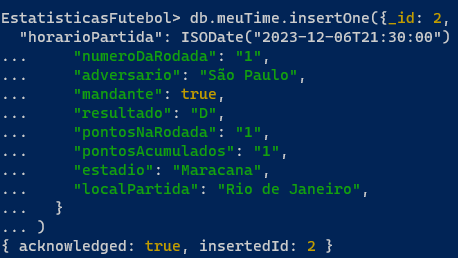 EstatisticasFutebol> db.meuTime.insertOne({_id: 2,
"horarioPartida": ISODate("2023-12-06T21:30:00")
... "numeroDaRodada": "1",
... "adversario": "São Paulo",
... "mandante": true,
... "resultado": "D",
... "pontosNaRodada": "1",
... "pontosAcumulados": "1",
... "estadio": "Maracana",
... "localPartida": "Rio de Janeiro",
... }
... )
{ acknowledged: true, insertedId: 2 }